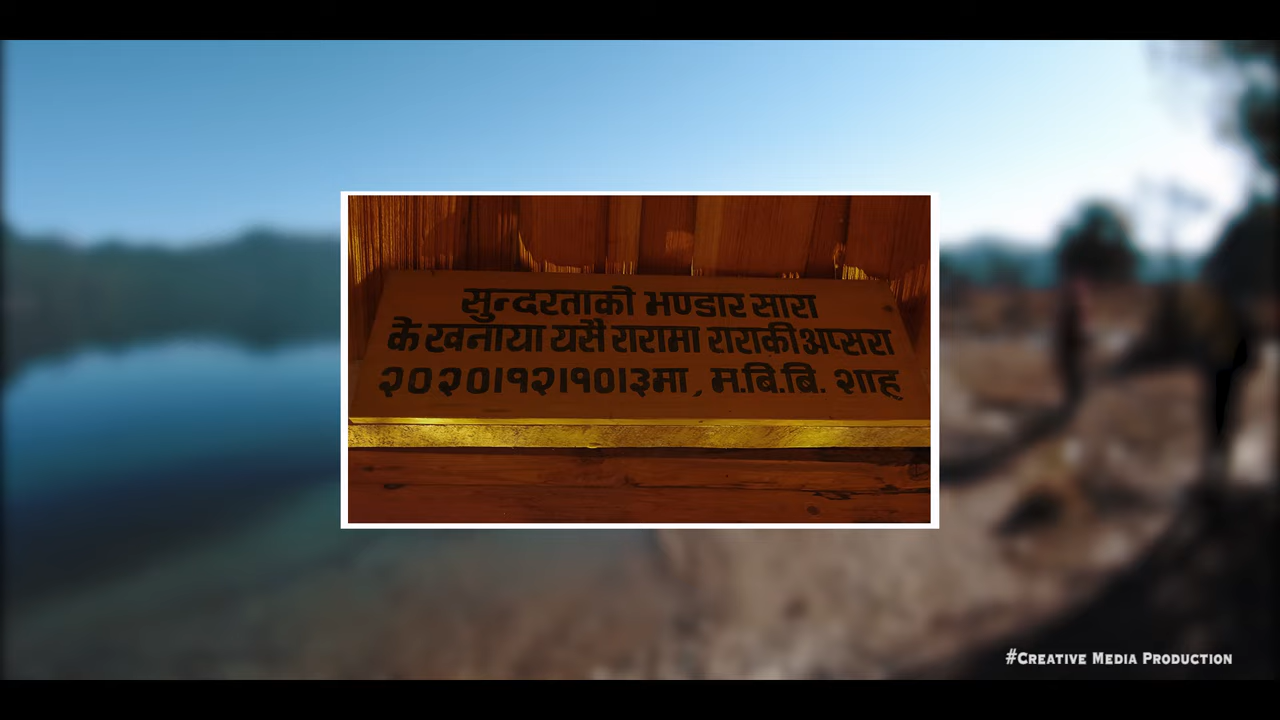 सुन्दरताको भण्डार सारा
के खनाया यसै रारामा राराकी अप्सरा
२०२०।१२।१०।३मा, म.बि.बि. शाह
#Creative Media Production